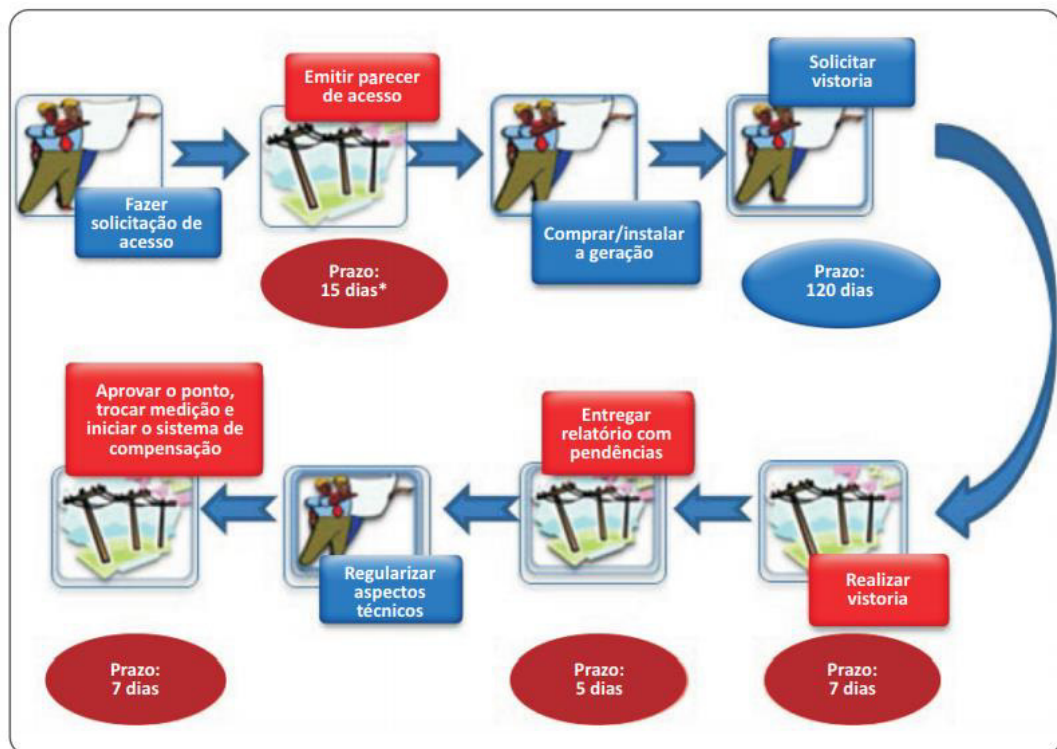 Fazer
solicitação de
acesso
Emitir parecer
de acesso
Prazo:
15 dias*
Comprar/instalar
a geração
Solicitar
vistoria
Prazo:
120 dias
Realizar
vistoria
Prazo:
7 dias
Entregar
relatório com
pendências
Prazo:
5 dias
Regularizar
aspectos
técnicos
Aprovar o ponto,
trocar medição e
iniciar o sistema de
compensação
Prazo:
7 dias